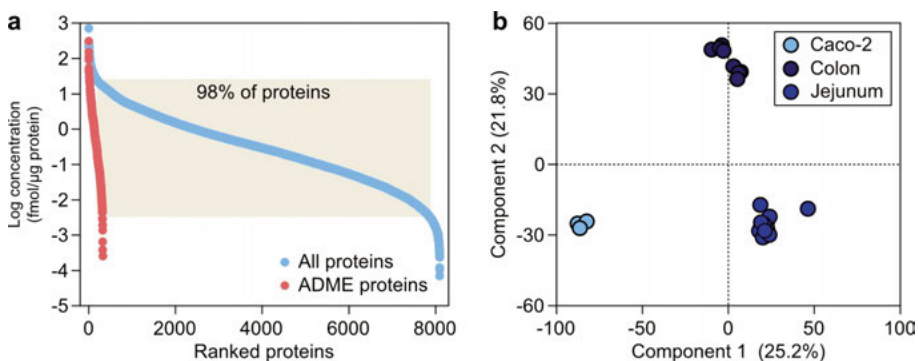 a
3
2
1
0
-1
-2
-3
-4
-5
Log concentration
(fmol/µg protein)
98% of proteins
All proteins
ADME proteins
0
2000
4000
6000
8000
Ranked proteins
b
60
30
0
-30
-60
Component 2 (21.8%)
Caco-2
Colon
Jejunum
-100
-50
0
50
100
Component 1 (25.2%)